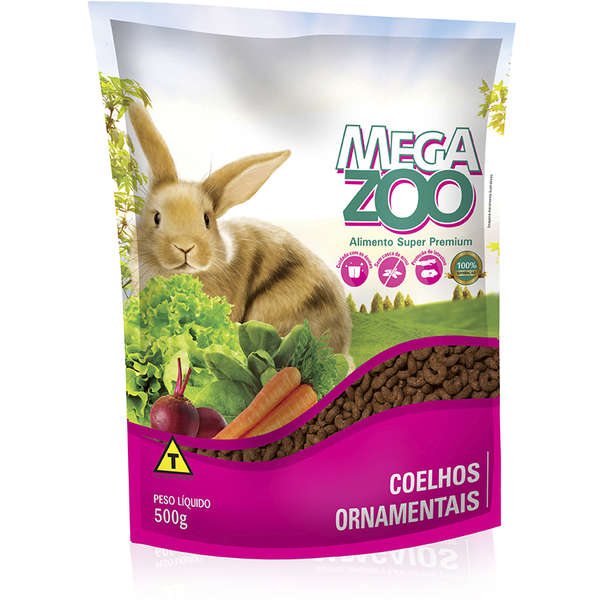 MEGA
ZOO
Alimento Super Premium
100%
T
PESO LÍQUIDO
500g
COELHOS
ORNAMENTAIS